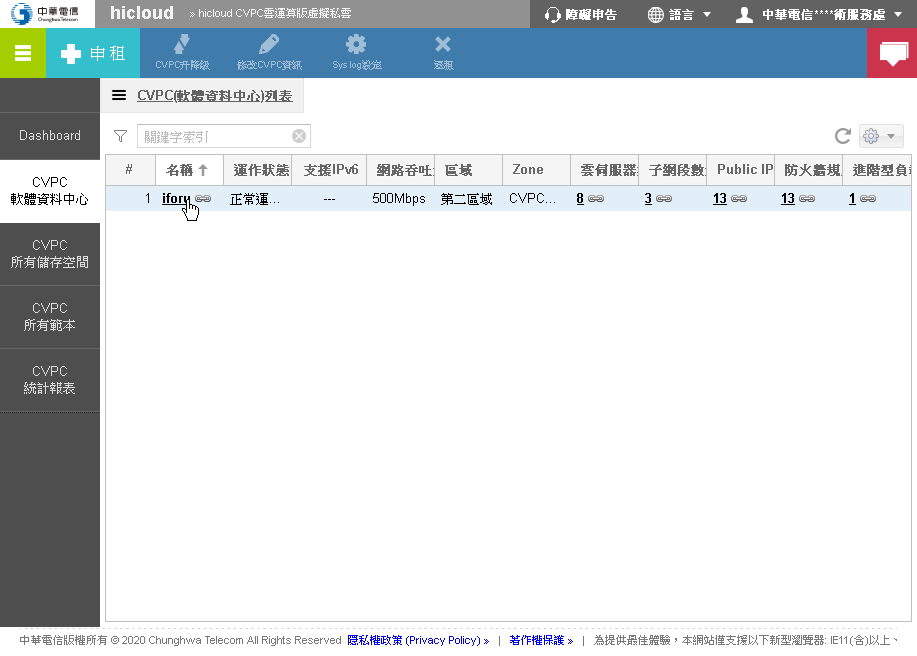 中華電信
Chunghwa Telecom
hicloud » hicloud CVPC雲運算版虛擬私雲
障礙申告 語言 中華電信****術服務處
申租
CVPC升降級 修改CVPC資訊 Sys log設定 退租
CVPC(軟體資料中心)列表
Dashboard
關鍵字索引
# 名稱 運作狀態 支援IPv6 網路吞吐 區域 Zone 雲伺服器 子網段數 Public IP 防火牆規 進階型負
1 iforu 正常運... --- 500Mbps 第二區域 CVPC... 8 3 13 13 1
CVPC
軟體資料中心
CVPC
所有儲存空間
CVPC
所有範本
CVPC
統計報表
中華電信版權所有 © 2020 Chunghwa Telecom All Rights Reserved 隱私權政策 (Privacy Policy) » | 著作權保護 » | 為提供最佳體驗，本網站僅支援以下新型瀏覽器: IE11(含)以上、